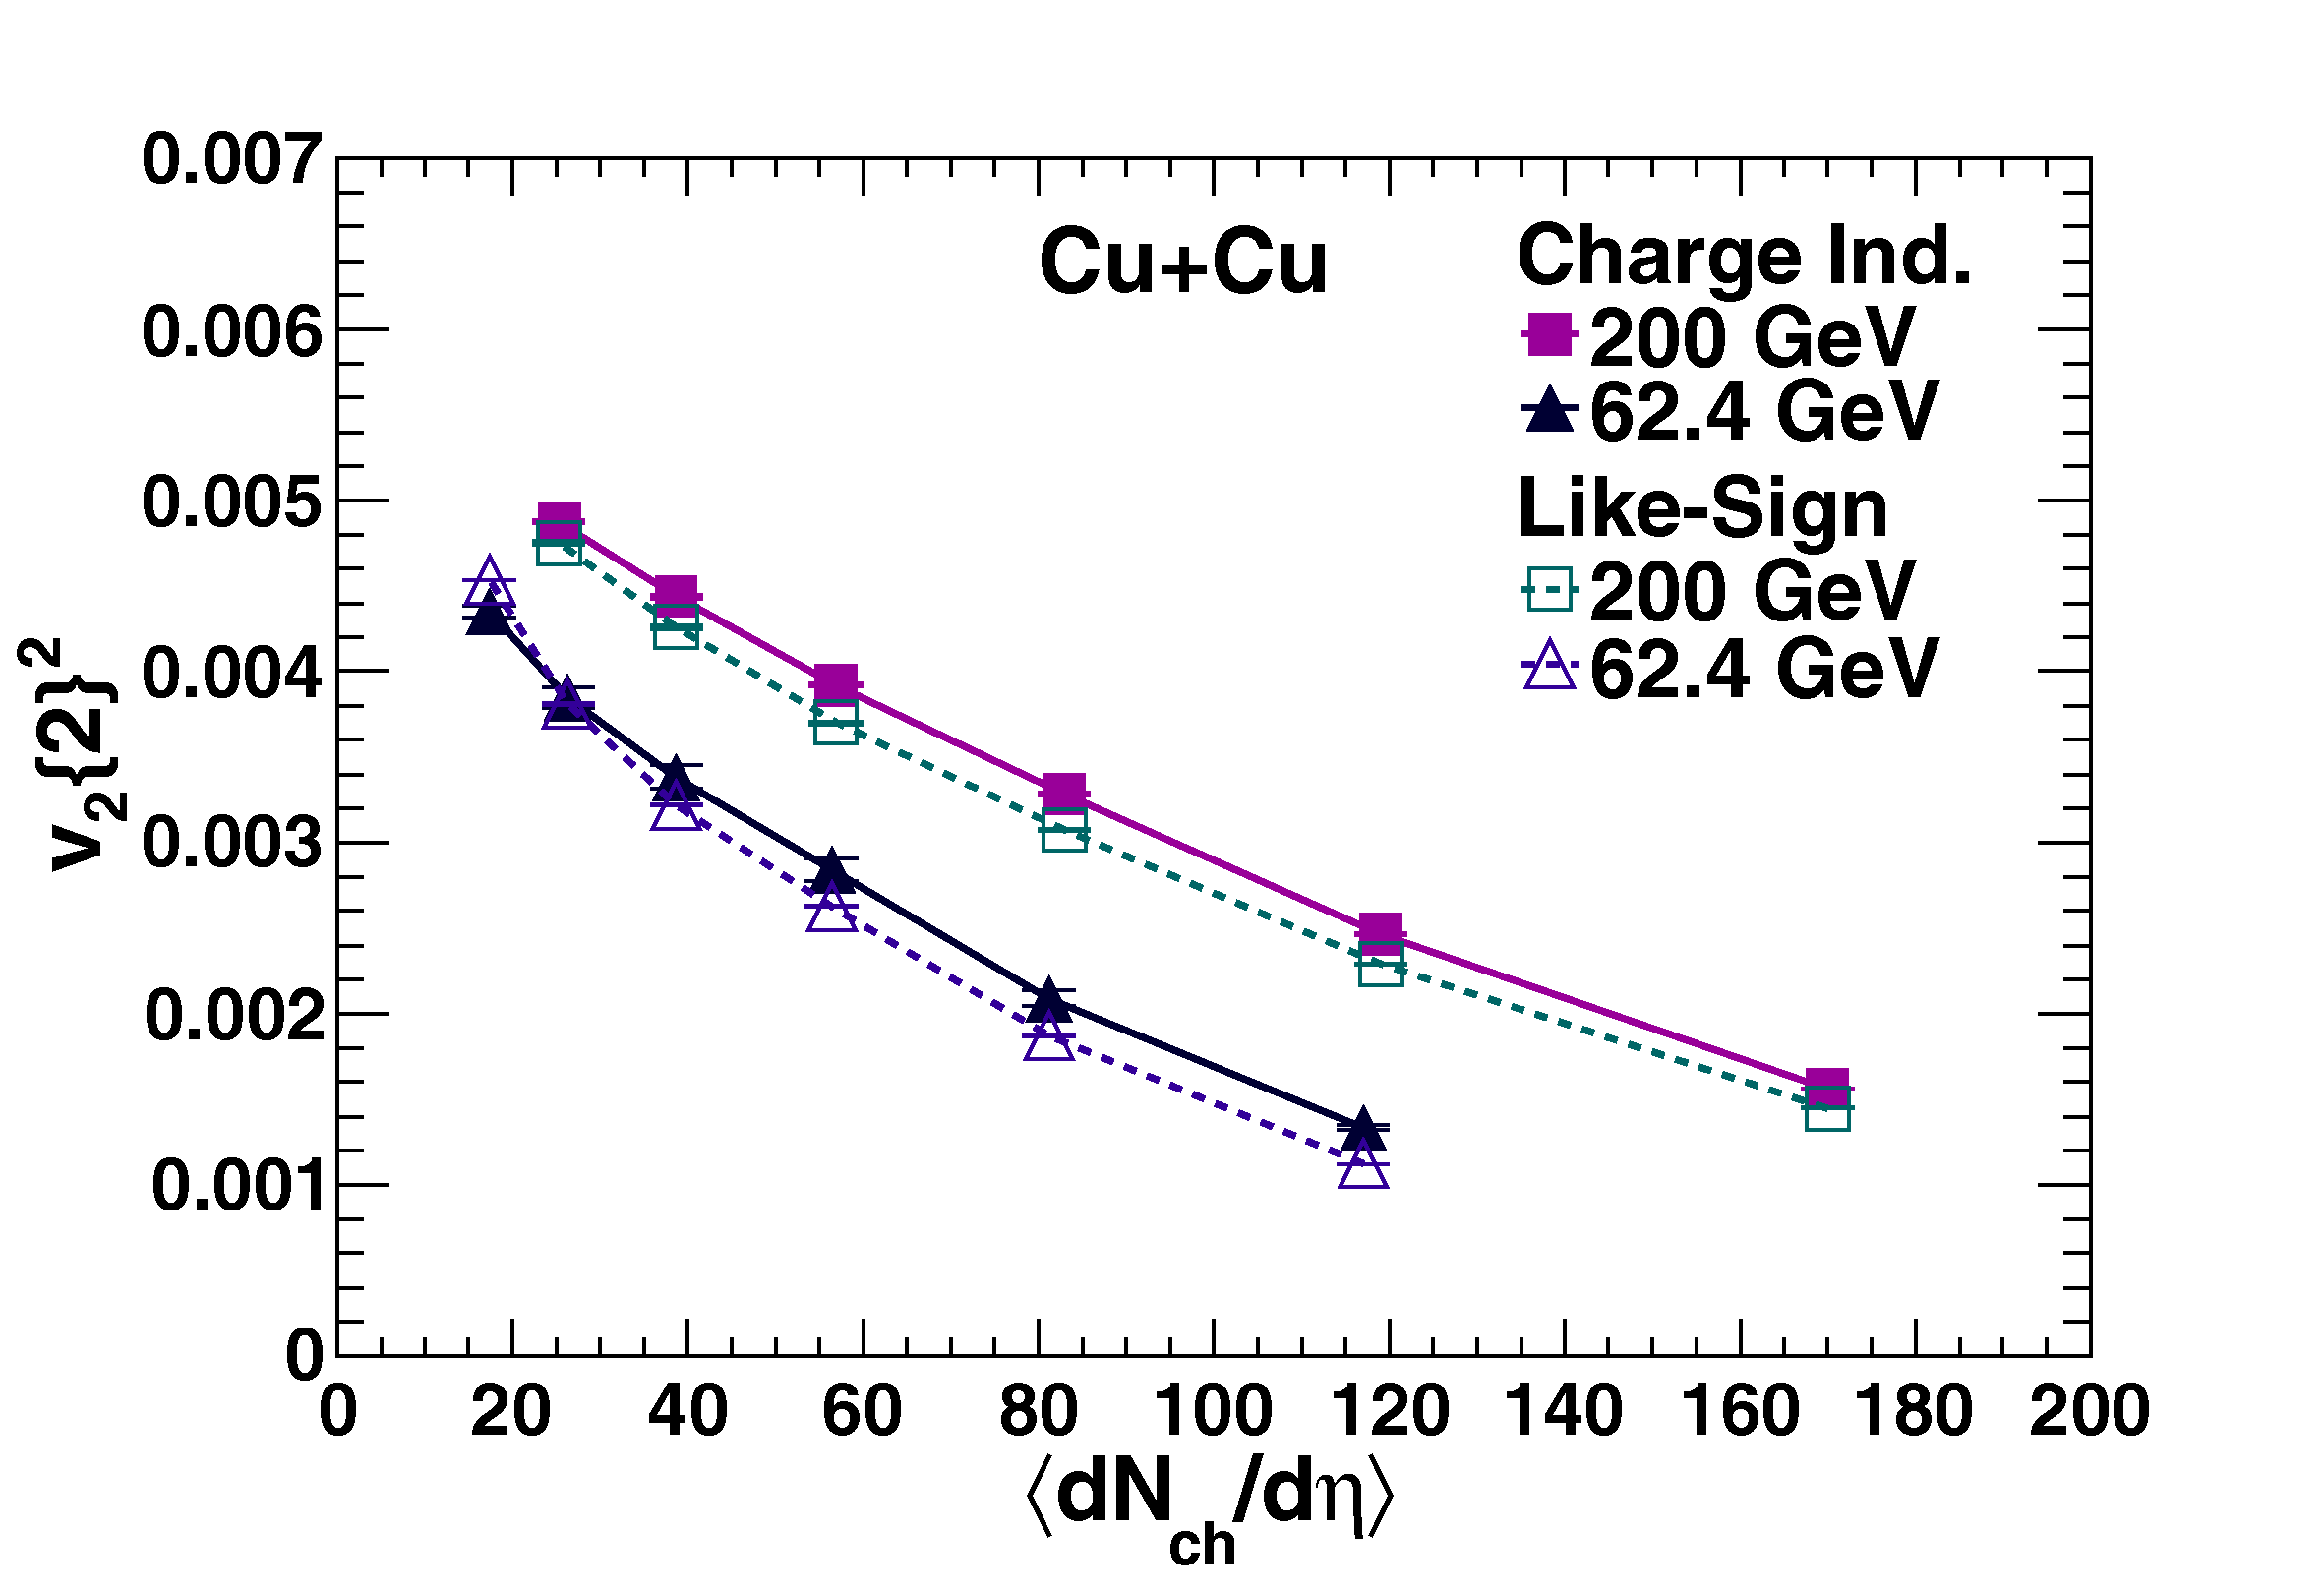 Cu+Cu
Charge Ind.
200 GeV
62.4 GeV
Like-Sign
200 GeV
62.4 GeV
v₂{2}²
0.007
0.006
0.005
0.004
0.003
0.002
0.001
0
0 20 40 60 80 100 120 140 160 180 200
⟨dN_ch/dη⟩